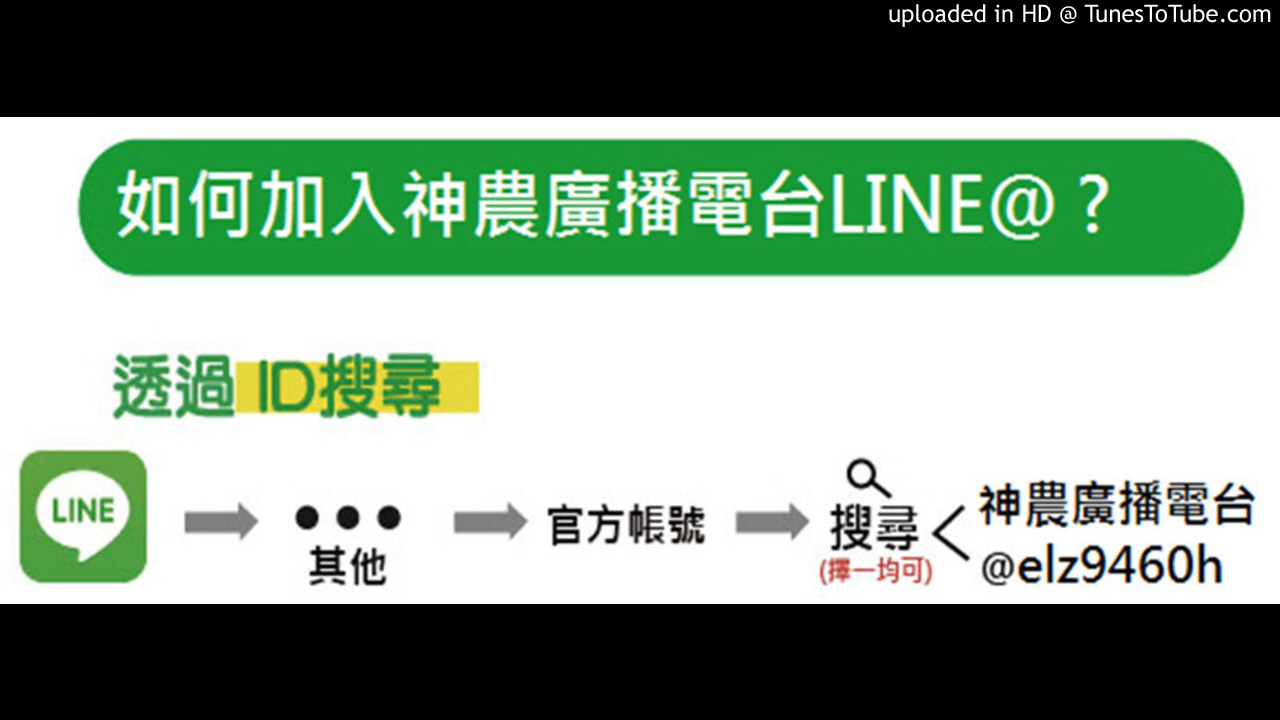 uploaded in HD @ TunesToTube.com
如何加入神農廣播電台LINE@？
透過 ID搜尋
LINE
其他
官方帳號
搜尋
(擇一均可)
神農廣播電台
@elz9460h